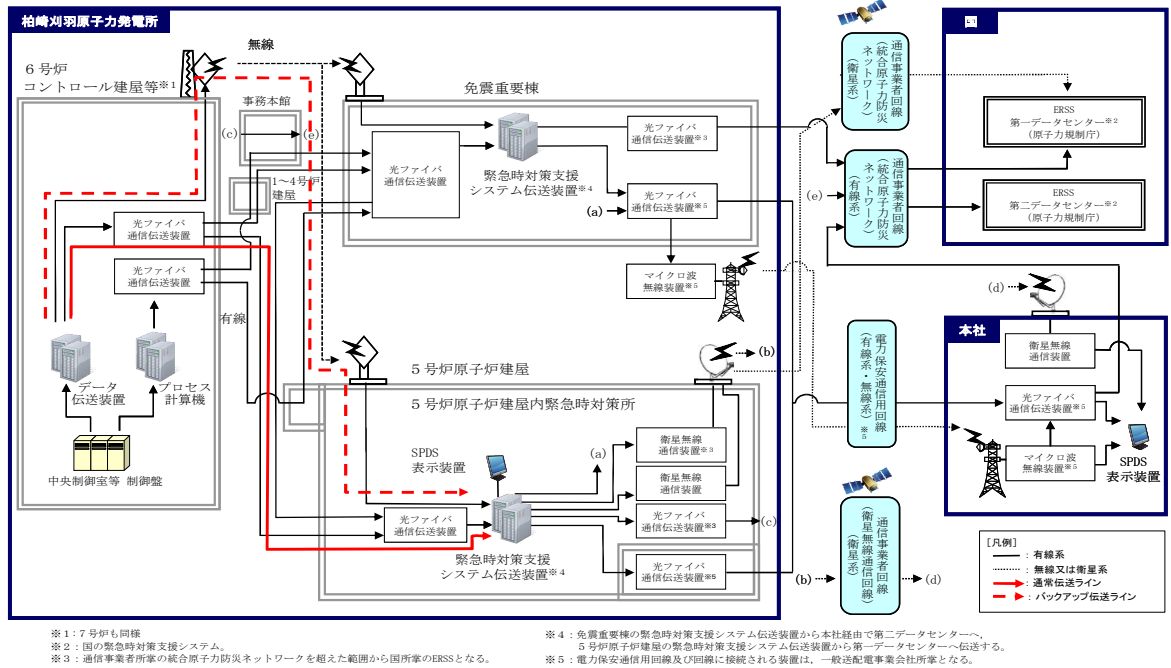 柏崎刈羽原子力発電所
6号炉
コントロール建屋等※1
無線
事務本館
(c)
(e)
1～4号炉
建屋
免震重要棟
光ファイバ
通信伝送装置
緊急時対策支援
システム伝送装置※4
光ファイバ
通信伝送装置※3
光ファイバ
通信伝送装置※5
(a)
マイクロ波
無線装置※5
光ファイバ
通信伝送装置
光ファイバ
通信伝送装置
有線
データ
伝送装置
プロセス
計算機
中央制御室等 制御盤
5号炉原子炉建屋
5号炉原子炉建屋内緊急時対策所
(b)
SPDS
表示装置
(a)
衛星無線
通信装置※3
衛星無線
通信装置
光ファイバ
通信伝送装置※3
(c)
光ファイバ
通信伝送装置※5
光ファイバ
通信伝送装置
緊急時対策支援
システム伝送装置※4
通信事業者回線
(統合原子力防災
ネットワーク)
(衛星系)
通信事業者回線
(統合原子力防災
ネットワーク)
(有線系)
(e)
電力保安通信用回線
(有線系・無線系)※5
通信事業者回線
(衛星無線通信回線)
(衛星系)
(b)
(d)
国
ERSS
第一データセンター※2
(原子力規制庁)
ERSS
第二データセンター※2
(原子力規制庁)
(d)
本社
衛星無線
通信装置
光ファイバ
通信伝送装置※5
マイクロ波
無線装置※5
SPDS
表示装置
[凡例]
：有線系
：無線又は衛星系
：通常伝送ライン
：バックアップ伝送ライン
※1：7号炉も同様
※2：国の緊急時対策支援システム。
※3：通信事業者所掌の統合原子力防災ネットワークを超えた範囲から国所掌のERSSとなる。
※4：免震重要棟の緊急時対策支援システム伝送装置から本社経由で第二データセンターへ，
5号炉原子炉建屋の緊急時対策支援システム伝送装置から第一データセンターへ伝送する。
※5：電力保安通信用回線及び回線に接続される装置は，一般送配電事業会社所掌となる。